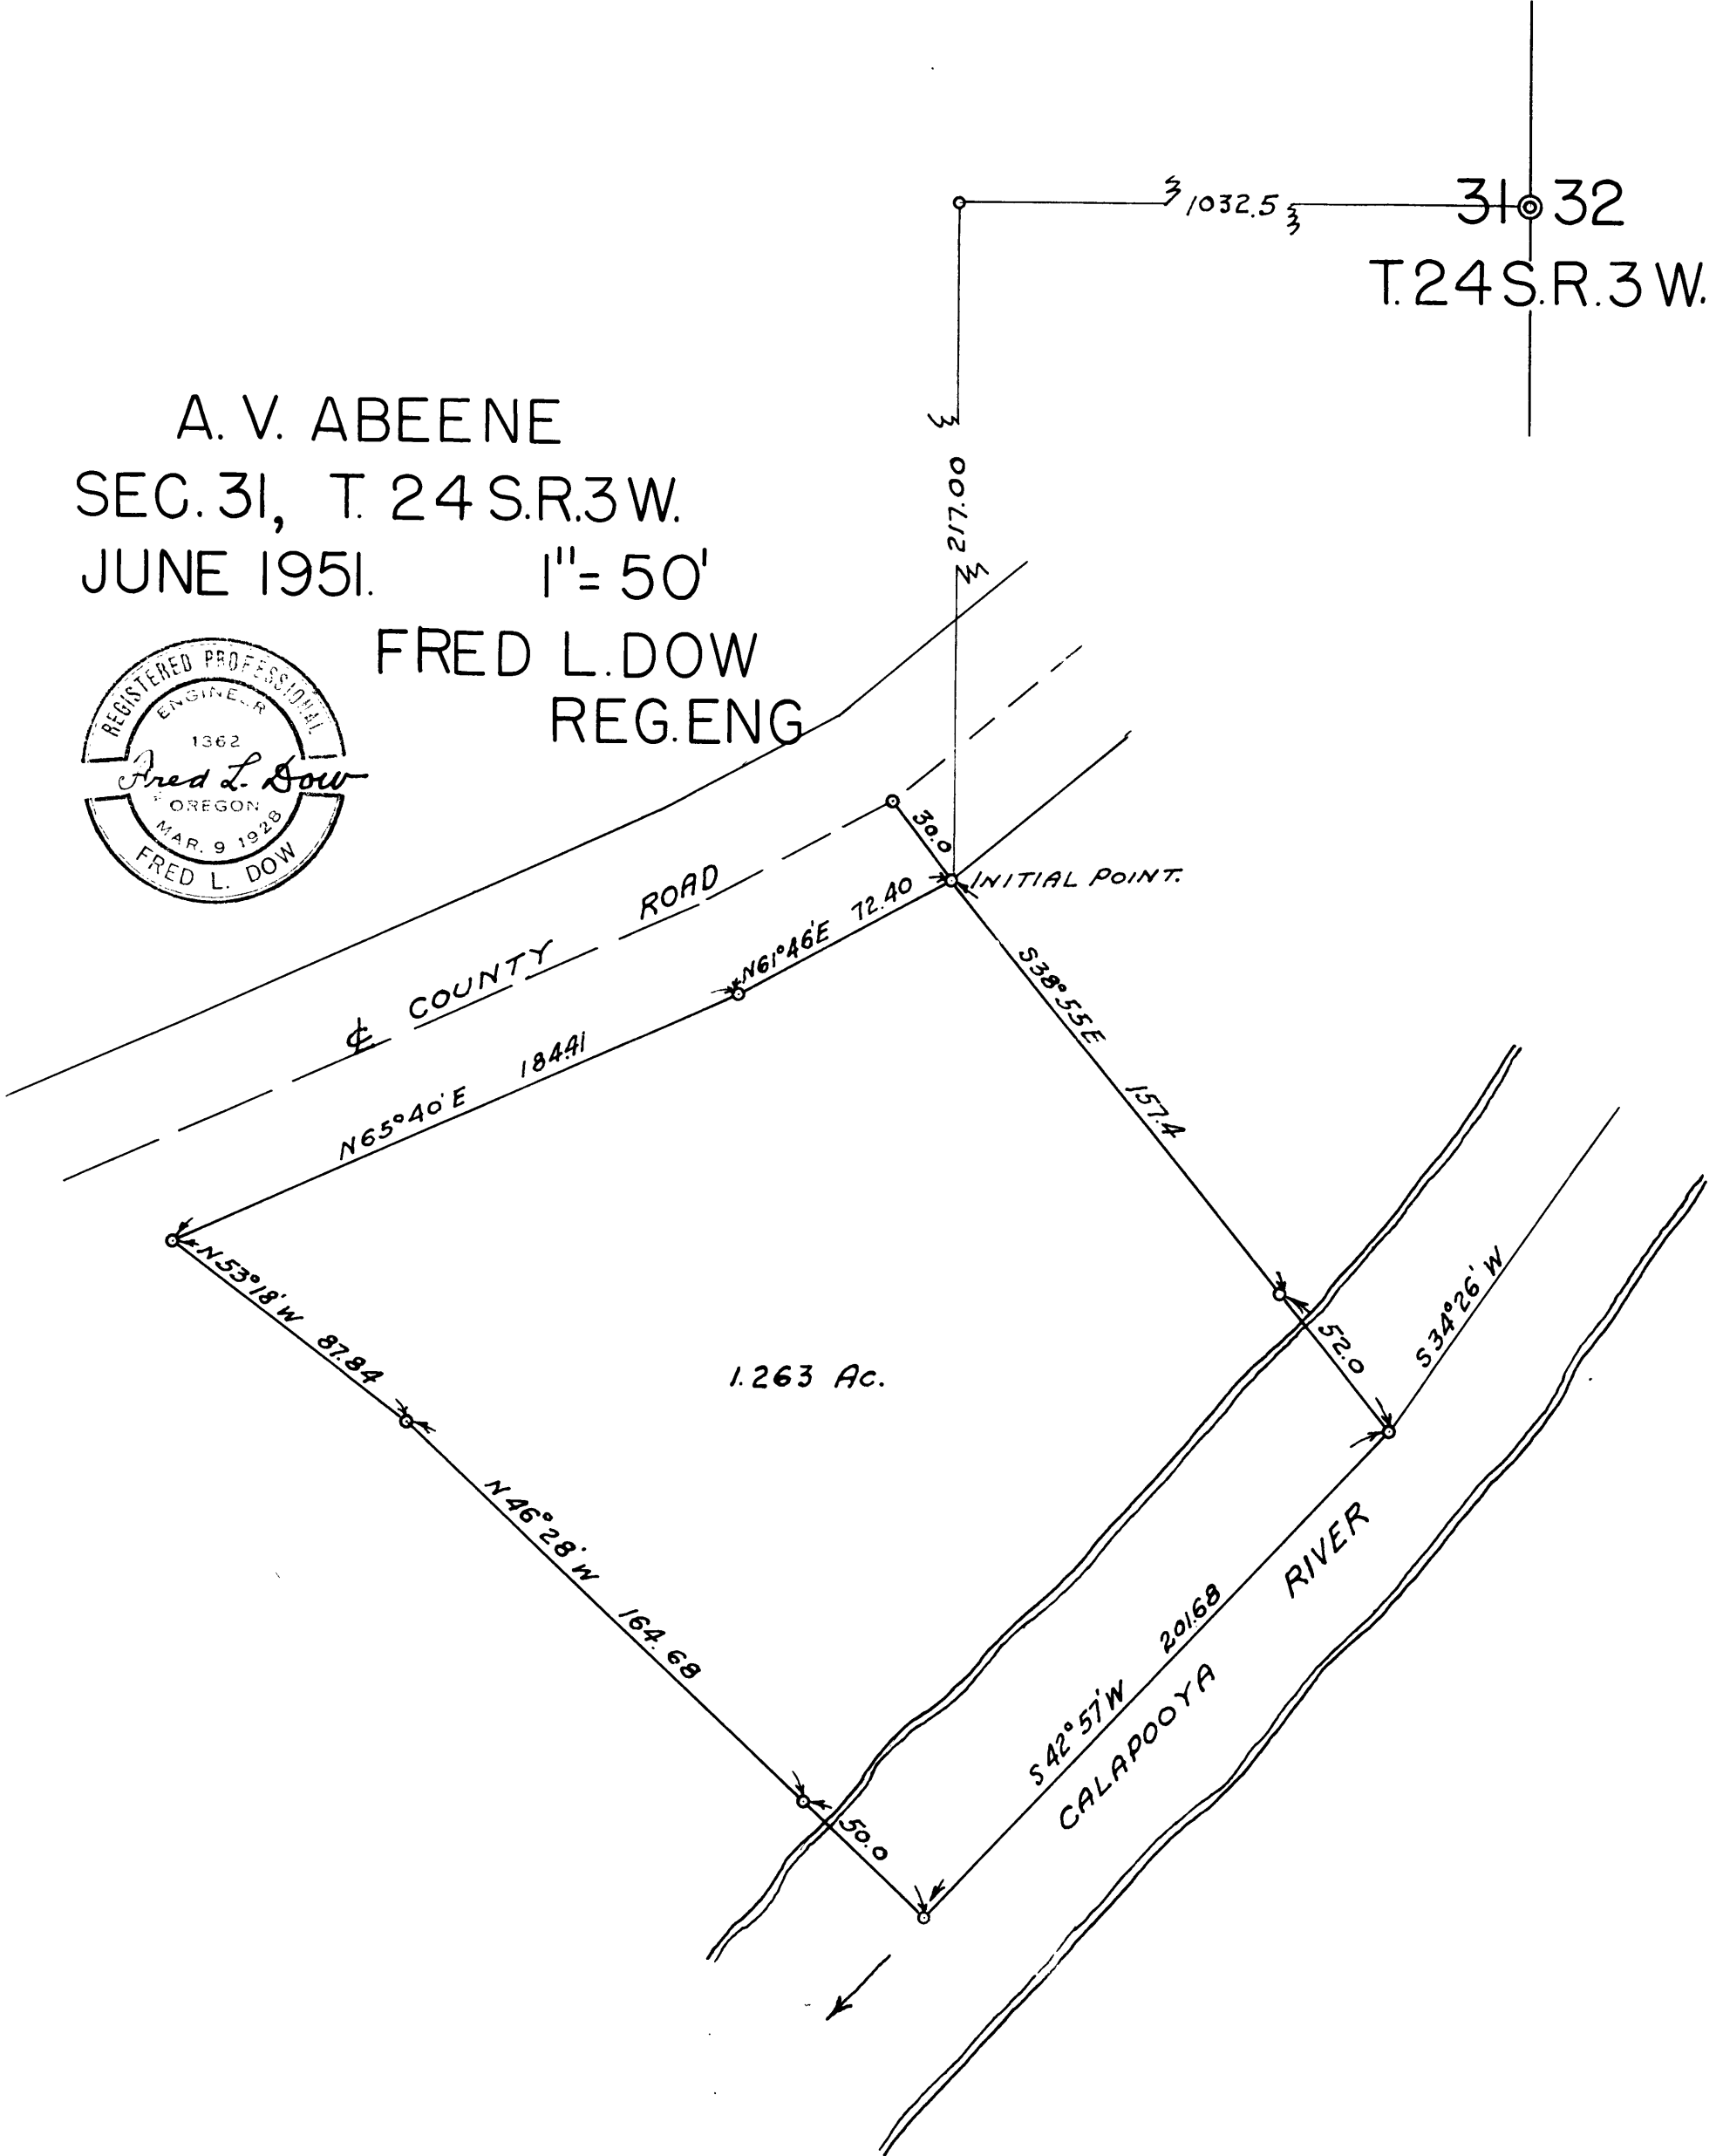 1032.5
31 32
T. 24 S. R. 3 W.
217.00
A. V. ABEENE
SEC. 31, T. 24 S. R. 3 W.
JUNE 1951. 1"= 50'
FRED L. DOW
REG. ENG
REGISTERED PROFESSIONAL
ENGINEER
1362
Fred L. Dow
OREGON
MAR. 9 1928
FRED L. DOW
30.0
INITIAL POINT.
℄ COUNTY ROAD
N61°46'E 72.40
N65°40'E 184.41
S38°53'E 157.4
N53°18'W 87.84
52.0
S34°26'W
1.263 Ac.
N46°28'W 164.68
50.0
S42°57'W 201.68
CALAPOOYA RIVER